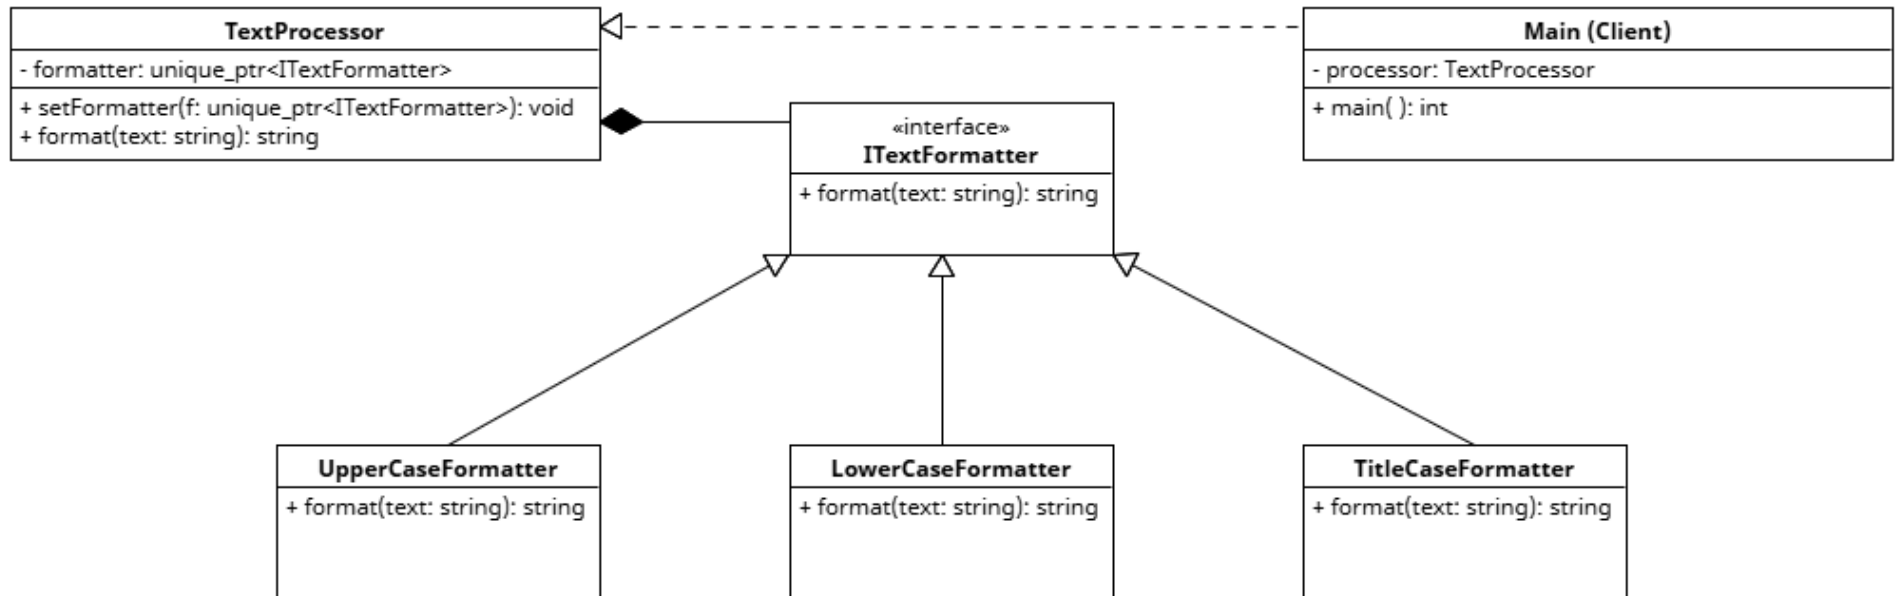 TextProcessor
- formatter: unique_ptr<ITextFormatter>
+ setFormatter(f: unique_ptr<ITextFormatter>): void
+ format(text: string): string
Main (Client)
- processor: TextProcessor
+ main( ): int
«interface»
ITextFormatter
+ format(text: string): string
UpperCaseFormatter
+ format(text: string): string
LowerCaseFormatter
+ format(text: string): string
TitleCaseFormatter
+ format(text: string): string